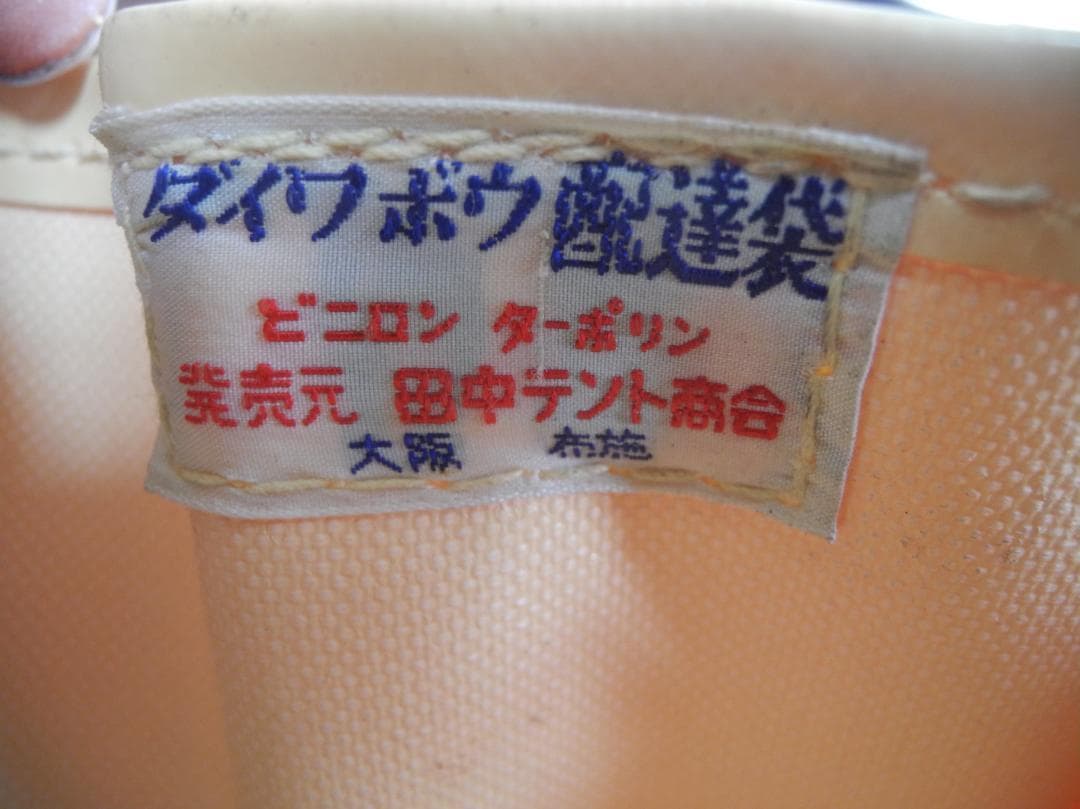 ダイワボウ配達袋
ビニロン ターポリン
発売元 田中テント商会
大阪 布施